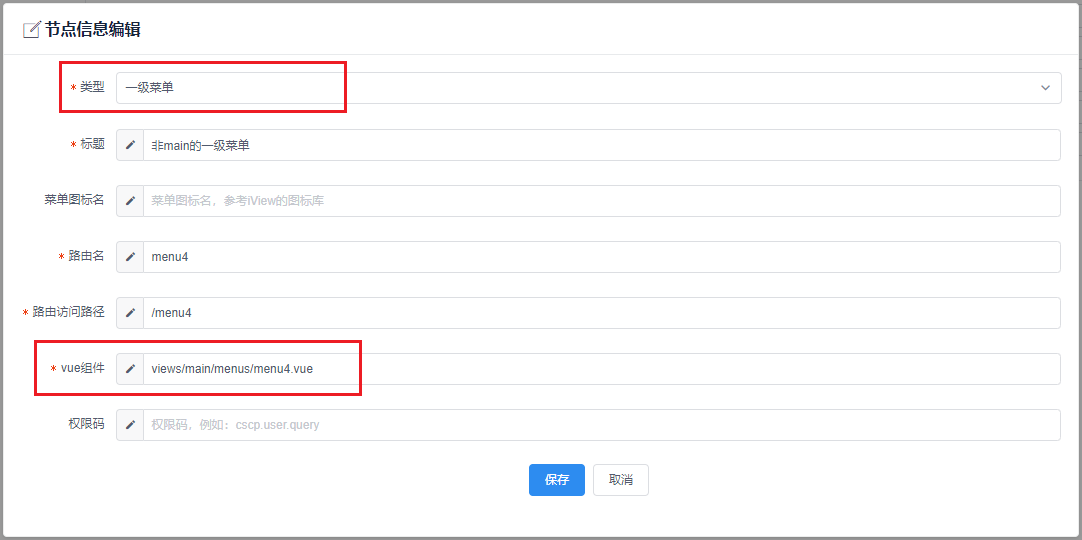 节点信息编辑
* 类型 一级菜单
* 标题 非main的一级菜单
菜单图标名 菜单图标名，参考iView的图标库
* 路由名 menu4
* 路由访问路径 /menu4
* vue组件 views/main/menus/menu4.vue
权限码 权限码，例如：cscp.user.query
保存 取消